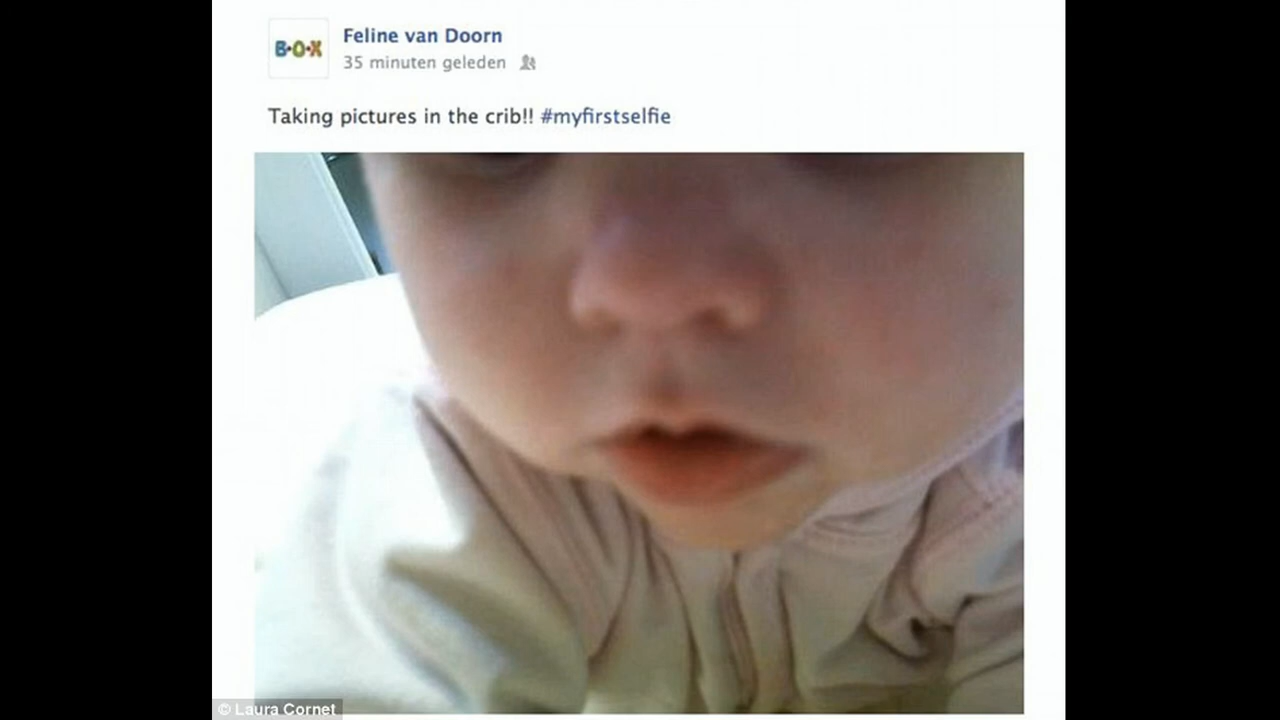 B•O•X
Feline van Doorn
35 minuten geleden
Taking pictures in the crib!! #myfirstselfie
© Laura Cornet